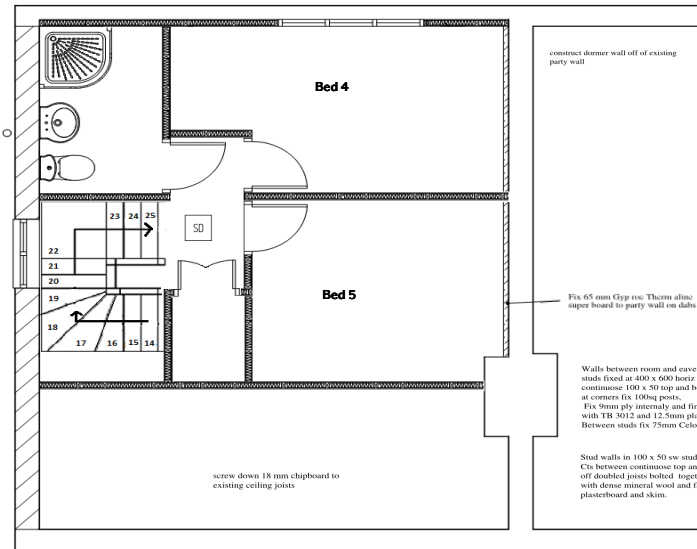 construct dormer wall off of existing
party wall
Bed 4
23 24 25
SD
22
21
20
19
18
17 16 15 14
Bed 5
Fix 65 mm Gyp roc Therm aline
super board to party wall on dabs
Walls between room and eave
studs fixed at 400 x 600 horiz
continuose 100 x 50 top and b
at corners fix 100sq posts,
Fix 9mm ply internaly and fir
with TB 3012 and 12.5mm pla
Between studs fix 75mm Celo
screw down 18 mm chipboard to
existing ceiling joists
Stud walls in 100 x 50 sw stud
Cts between continuose top an
off doubled joists bolted toget
with dense mineral wool and f
plasterboard and skim.